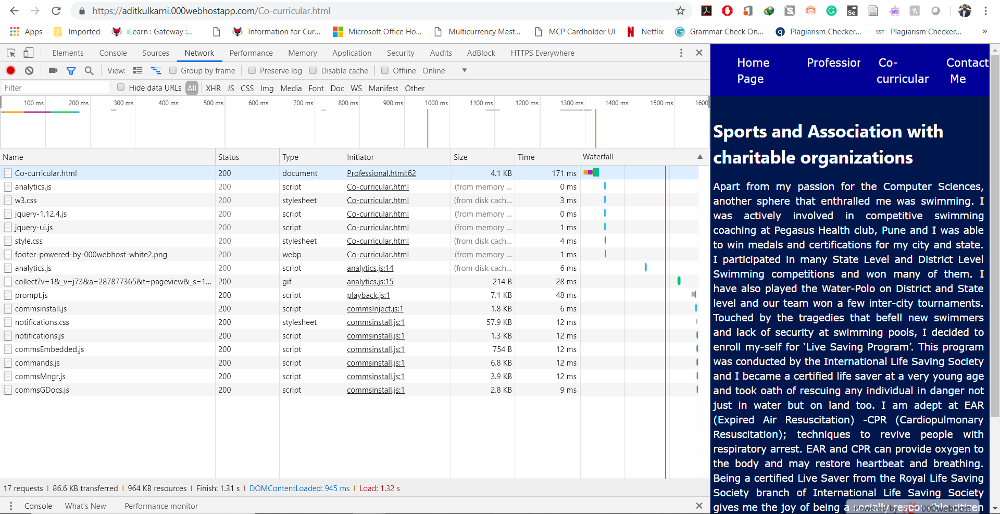 https://aditkulkarni.000webhostapp.com/Co-curricular.html
Apps Imported iLearn : Gateway :... Information for Cur... Microsoft Office Ho... Multicurrency Mast... MCP Cardholder UI Netflix Grammar Check On... Plagiarism Checker... SST Plagiarism Checker... »
Elements Console Sources Network Performance Memory Application Security Audits AdBlock HTTPS Everywhere
View: Group by frame Preserve log Disable cache Offline Online
Filter Hide data URLs All XHR JS CSS Img Media Font Doc WS Manifest Other
100 ms 200 ms 300 ms 400 ms 500 ms 600 ms 700 ms 800 ms 1000 ms 1100 ms 1200 ms 1300 ms 1400 ms 1500 ms 1600
Name Status Type Initiator Size Time Waterfall
Co-curricular.html 200 document Professional.html:62 4.1 KB 171 ms
analytics.js 200 script Co-curricular.html (from memory ... 0 ms
w3.css 200 stylesheet Co-curricular.html (from disk cach... 3 ms
jquery-1.12.4.js 200 script Co-curricular.html (from memory ... 0 ms
jquery-ui.js 200 script Co-curricular.html (from memory ... 1 ms
style.css 200 stylesheet Co-curricular.html (from disk cach... 4 ms
footer-powered-by-000webhost-white2.png 200 webp Co-curricular.html (from memory ... 1 ms
analytics.js 200 script analytics.js:14 (from disk cach... 6 ms
collect?v=1&_v=j73&a=287877365&t=pageview&_s=1... 200 gif analytics.js:15 214 B 28 ms
prompt.js 200 script playback.js:1 7.1 KB 48 ms
commsinstall.js 200 script commsInject.js:1 1.8 KB 6 ms
notifications.css 200 stylesheet commsinstall.js:1 57.9 KB 12 ms
notifications.js 200 script commsinstall.js:1 1.3 KB 12 ms
commsEmbedded.js 200 script commsinstall.js:1 754 B 12 ms
commands.js 200 script commsinstall.js:1 6.8 KB 12 ms
commsMngr.js 200 script commsinstall.js:1 3.9 KB 12 ms
commsGDocs.js 200 script commsinstall.js:1 2.8 KB 9 ms
17 requests | 86.6 KB transferred | 964 KB resources | Finish: 1.31 s | DOMContentLoaded: 945 ms | Load: 1.32 s
Console What's New Performance monitor
Home Profession Co- Contact
Page curricular Me
Sports and Association with
charitable organizations
Apart from my passion for the Computer Sciences,
another sphere that enthralled me was swimming. I
was actively involved in competitive swimming
coaching at Pegasus Health club, Pune and I was able
to win medals and certifications for my city and state.
I participated in many State Level and District Level
Swimming competitions and won many of them. I
have also played the Water-Polo on District and State
level and our team won a few inter-city tournaments.
Touched by the tragedies that befell new swimmers
and lack of security at swimming pools, I decided to
enroll my-self for ‘Live Saving Program’. This program
was conducted by the International Life Saving Society
and I became a certified life saver at a very young age
and took oath of rescuing any individual in danger not
just in water but on land too. I am adept at EAR
(Expired Air Resuscitation) -CPR (Cardiopulmonary
Resuscitation); techniques to revive people with
respiratory arrest. EAR and CPR can provide oxygen to
the body and may restore heartbeat and breathing.
Being a certified Live Saver from the Royal Life Saving
Society branch of International Life Saving Society
gives me the joy of being a socially responsible citizen
Powered by 000webhost